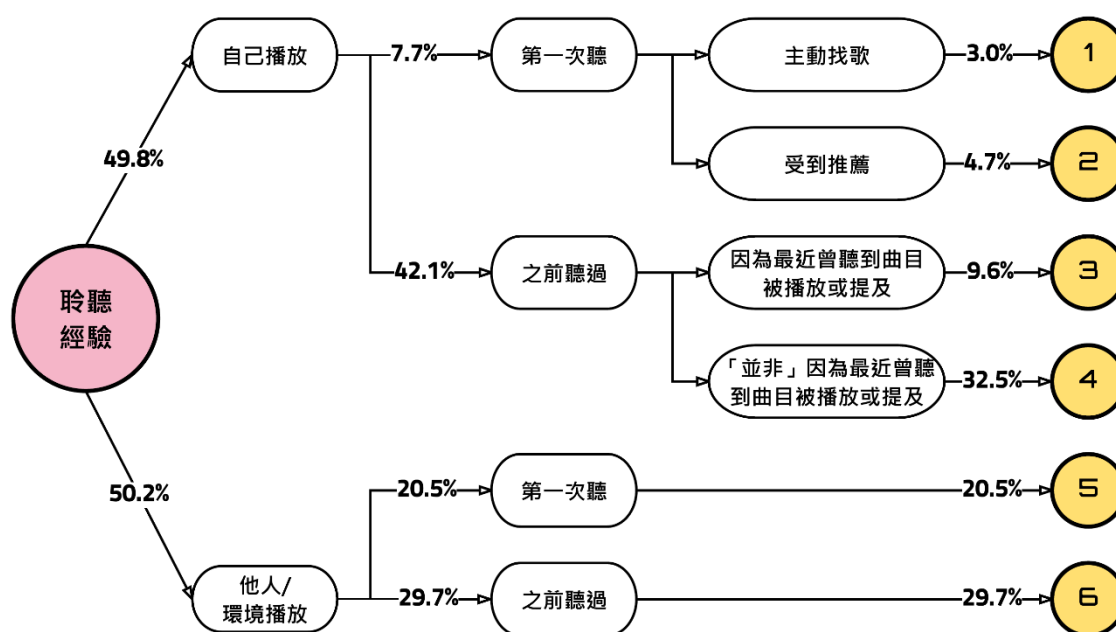 自己播放
7.7%
第一次聽
主動找歌
3.0%
1
49.8%
受到推薦
4.7%
2
聆聽
經驗
42.1%
之前聽過
因為最近曾聽到曲目
被播放或提及
9.6%
3
「並非」因為最近曾聽
到曲目被播放或提及
32.5%
4
50.2%
20.5%
第一次聽
20.5%
5
他人/
環境播放
29.7%
之前聽過
29.7%
6